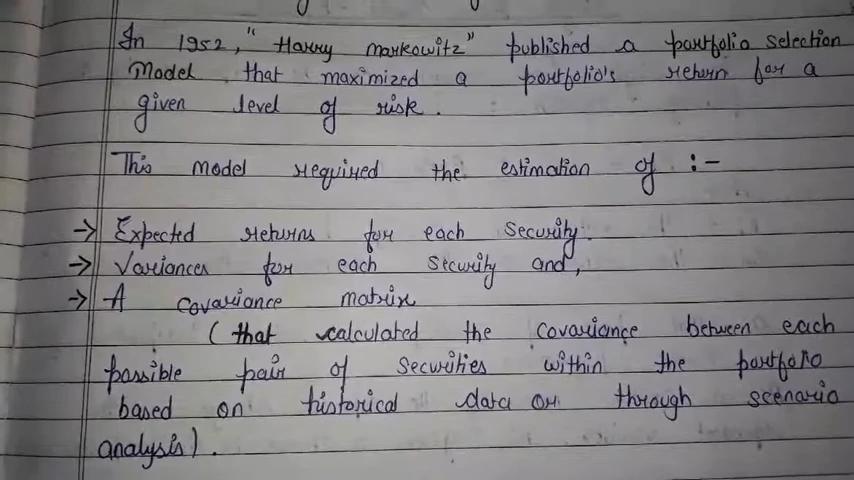 In 1952, "Harry Markowitz" published a portfolio selection
Model that maximized a portfolio's return for a
given level of risk.
This model required the estimation of :-
→ Expected returns for each security.
→ Variances for each security and,
→ A covariance matrix
(that calculated the covariance between each
possible pair of securities within the portfolio
based on historical data or through scenario
analysis).